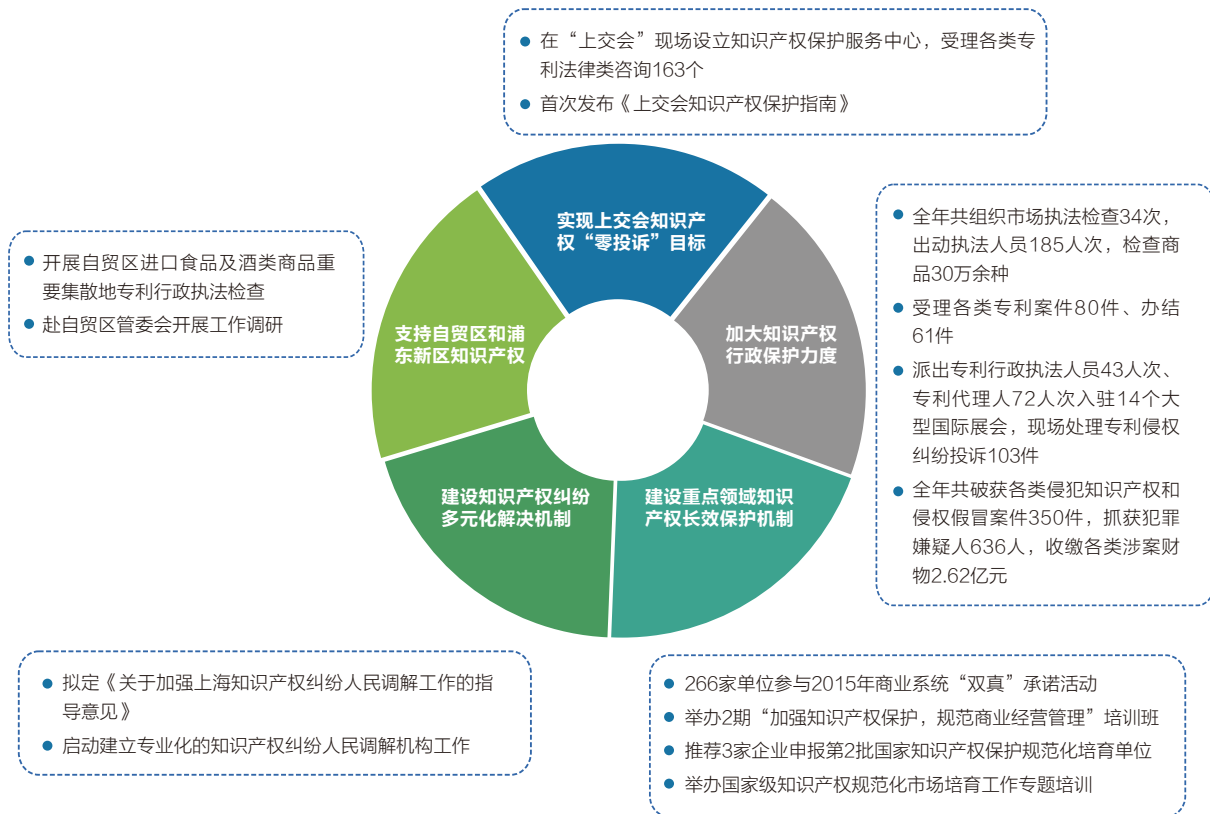 在“上交会”现场设立知识产权保护服务中心，受理各类专
利法律类咨询163个
首次发布《上交会知识产权保护指南》
实现上交会知识产
权“零投诉”目标
加大知识产权
行政保护力度
全年共组织市场执法检查34次，
出动执法人员185人次，检查商
品30万余种
受理各类专利案件80件、办结
61件
派出专利行政执法人员43人次、
专利代理人72人次入驻14个大
型国际展会，现场处理专利侵权
纠纷投诉103件
全年共破获各类侵犯知识产权和
侵权假冒案件350件，抓获犯罪
嫌疑人636人，收缴各类涉案财
物2.62亿元
开展自贸区进口食品及酒类商品重
要集散地专利行政执法检查
赴自贸区管委会开展工作调研
支持自贸区和浦
东新区知识产权
建设知识产权纠纷
多元化解决机制
建设重点领域知识
产权长效保护机制
拟定《关于加强上海知识产权纠纷人民调解工作的指
导意见》
启动建立专业化的知识产权纠纷人民调解机构工作
266家单位参与2015年商业系统“双真”承诺活动
举办2期“加强知识产权保护，规范商业经营管理”培训班
推荐3家企业申报第2批国家知识产权保护规范化培育单位
举办国家级知识产权规范化市场培育工作专题培训